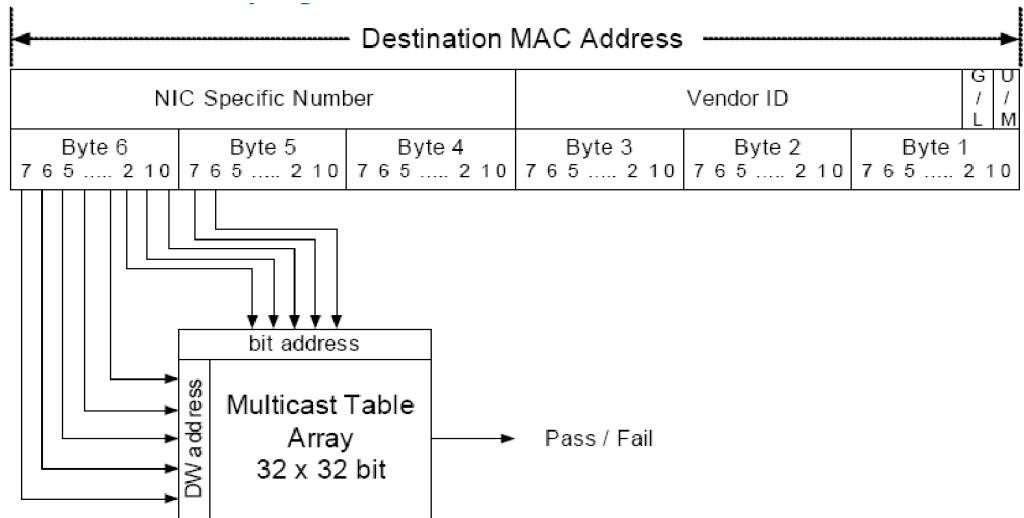 Destination MAC Address
NIC Specific Number Vendor ID G / L U / M
Byte 6 Byte 5 Byte 4 Byte 3 Byte 2 Byte 1
7 6 5 ..... 2 1 0 7 6 5 ..... 2 1 0 7 6 5 ..... 2 1 0 7 6 5 ..... 2 1 0 7 6 5 ..... 2 1 0 7 6 5 ..... 2 1 0
bit address
DW address
Multicast Table
Array
32 x 32 bit
Pass / Fail